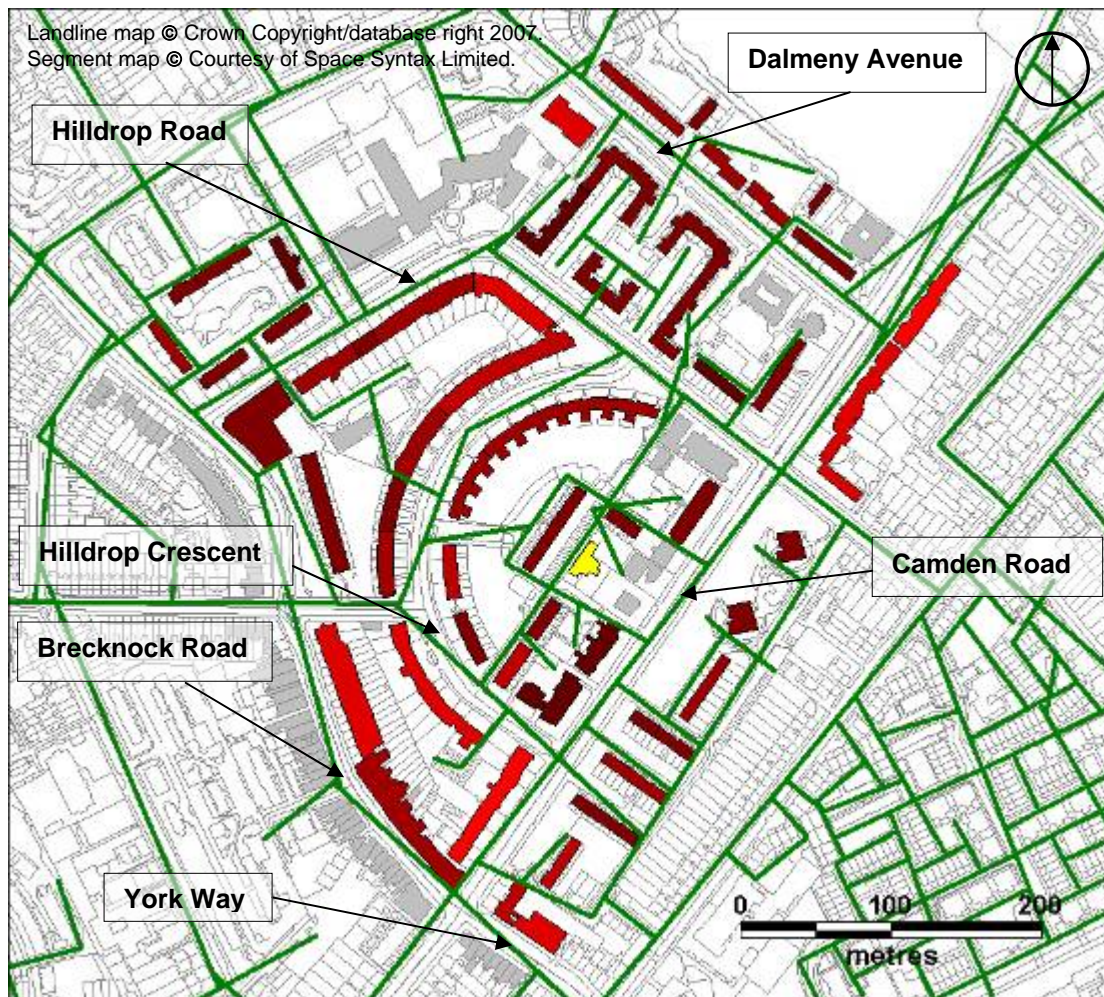 Landline map © Crown Copyright/database right 2007.
Segment map © Courtesy of Space Syntax Limited.
Dalmeny Avenue
Hilldrop Road
Hilldrop Crescent
Camden Road
Brecknock Road
York Way
0 100 200
metres